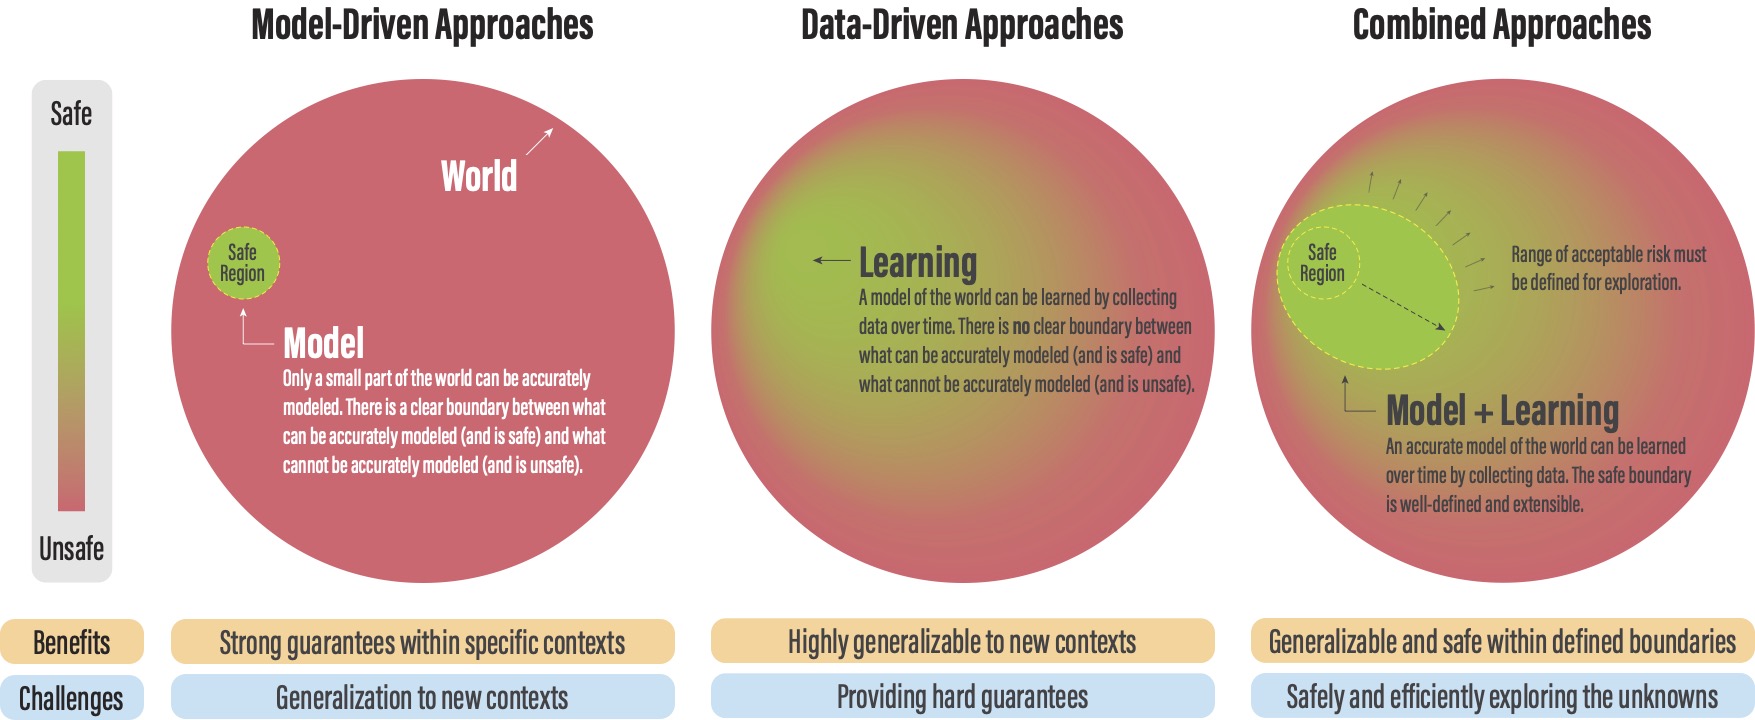 Model-Driven Approaches
Data-Driven Approaches
Combined Approaches
Safe
Unsafe
World
Safe
Region
Model
Only a small part of the world can be accurately
modeled. There is a clear boundary between what
can be accurately modeled (and is safe) and what
cannot be accurately modeled (and is unsafe).
Learning
A model of the world can be learned by collecting
data over time. There is no clear boundary between
what can be accurately modeled (and is safe) and
what cannot be accurately modeled (and is unsafe).
Safe
Region
Range of acceptable risk must
be defined for exploration.
Model + Learning
An accurate model of the world can be learned
over time by collecting data. The safe boundary
is well-defined and extensible.
Benefits
Strong guarantees within specific contexts
Highly generalizable to new contexts
Generalizable and safe within defined boundaries
Challenges
Generalization to new contexts
Providing hard guarantees
Safely and efficiently exploring the unknowns